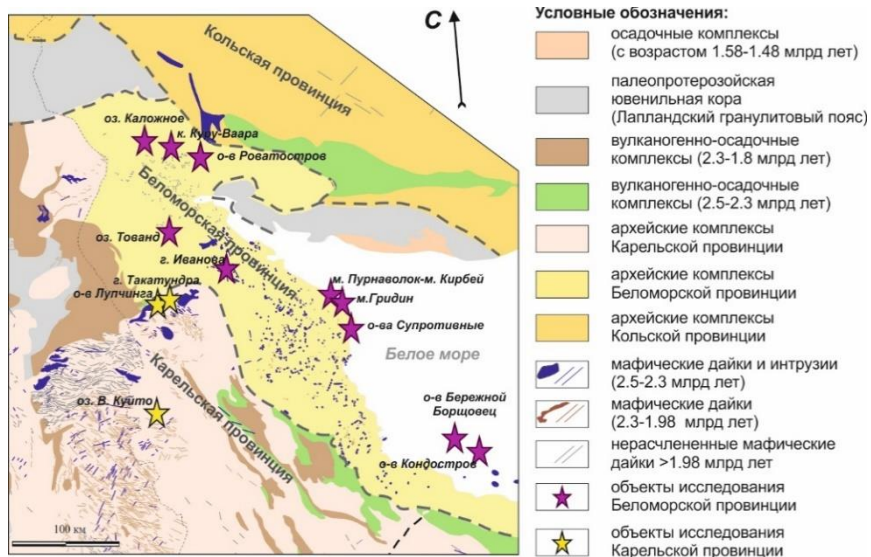 С
Кольская провинция
оз. Каложное
к. Куру-Ваара
о-в Роватостров
Беломорская провинция
оз. Тованд
г. Иванова
г. Такатундра
о-в Лупчинга
м. Пурнаволок-м. Кирбей
м.Гридин
о-ва Супротивные
Белое море
Карельская провинция
оз. В. Куйто
о-в Бережной
Борщовец
о-в Кондостров
100 км
Условные обозначения:
осадочные комплексы
(с возрастом 1.58-1.48 млрд лет)
палеопротерозойская
ювенильная кора
(Лапландский гранулитовый пояс)
вулканогенно-осадочные
комплексы (2.3-1.8 млрд лет)
вулканогенно-осадочные
комплексы (2.5-2.3 млрд лет)
архейские комплексы
Карельской провинции
архейские комплексы
Беломорской провинции
архейские комплексы
Кольской провинции
мафические дайки и интрузии
(2.5-2.3 млрд лет)
мафические дайки
(2.3-1.98 млрд лет)
нерасчлененные мафические
дайки >1.98 млрд лет
объекты исследования
Беломорской провинции
объекты исследования
Карельской провинции